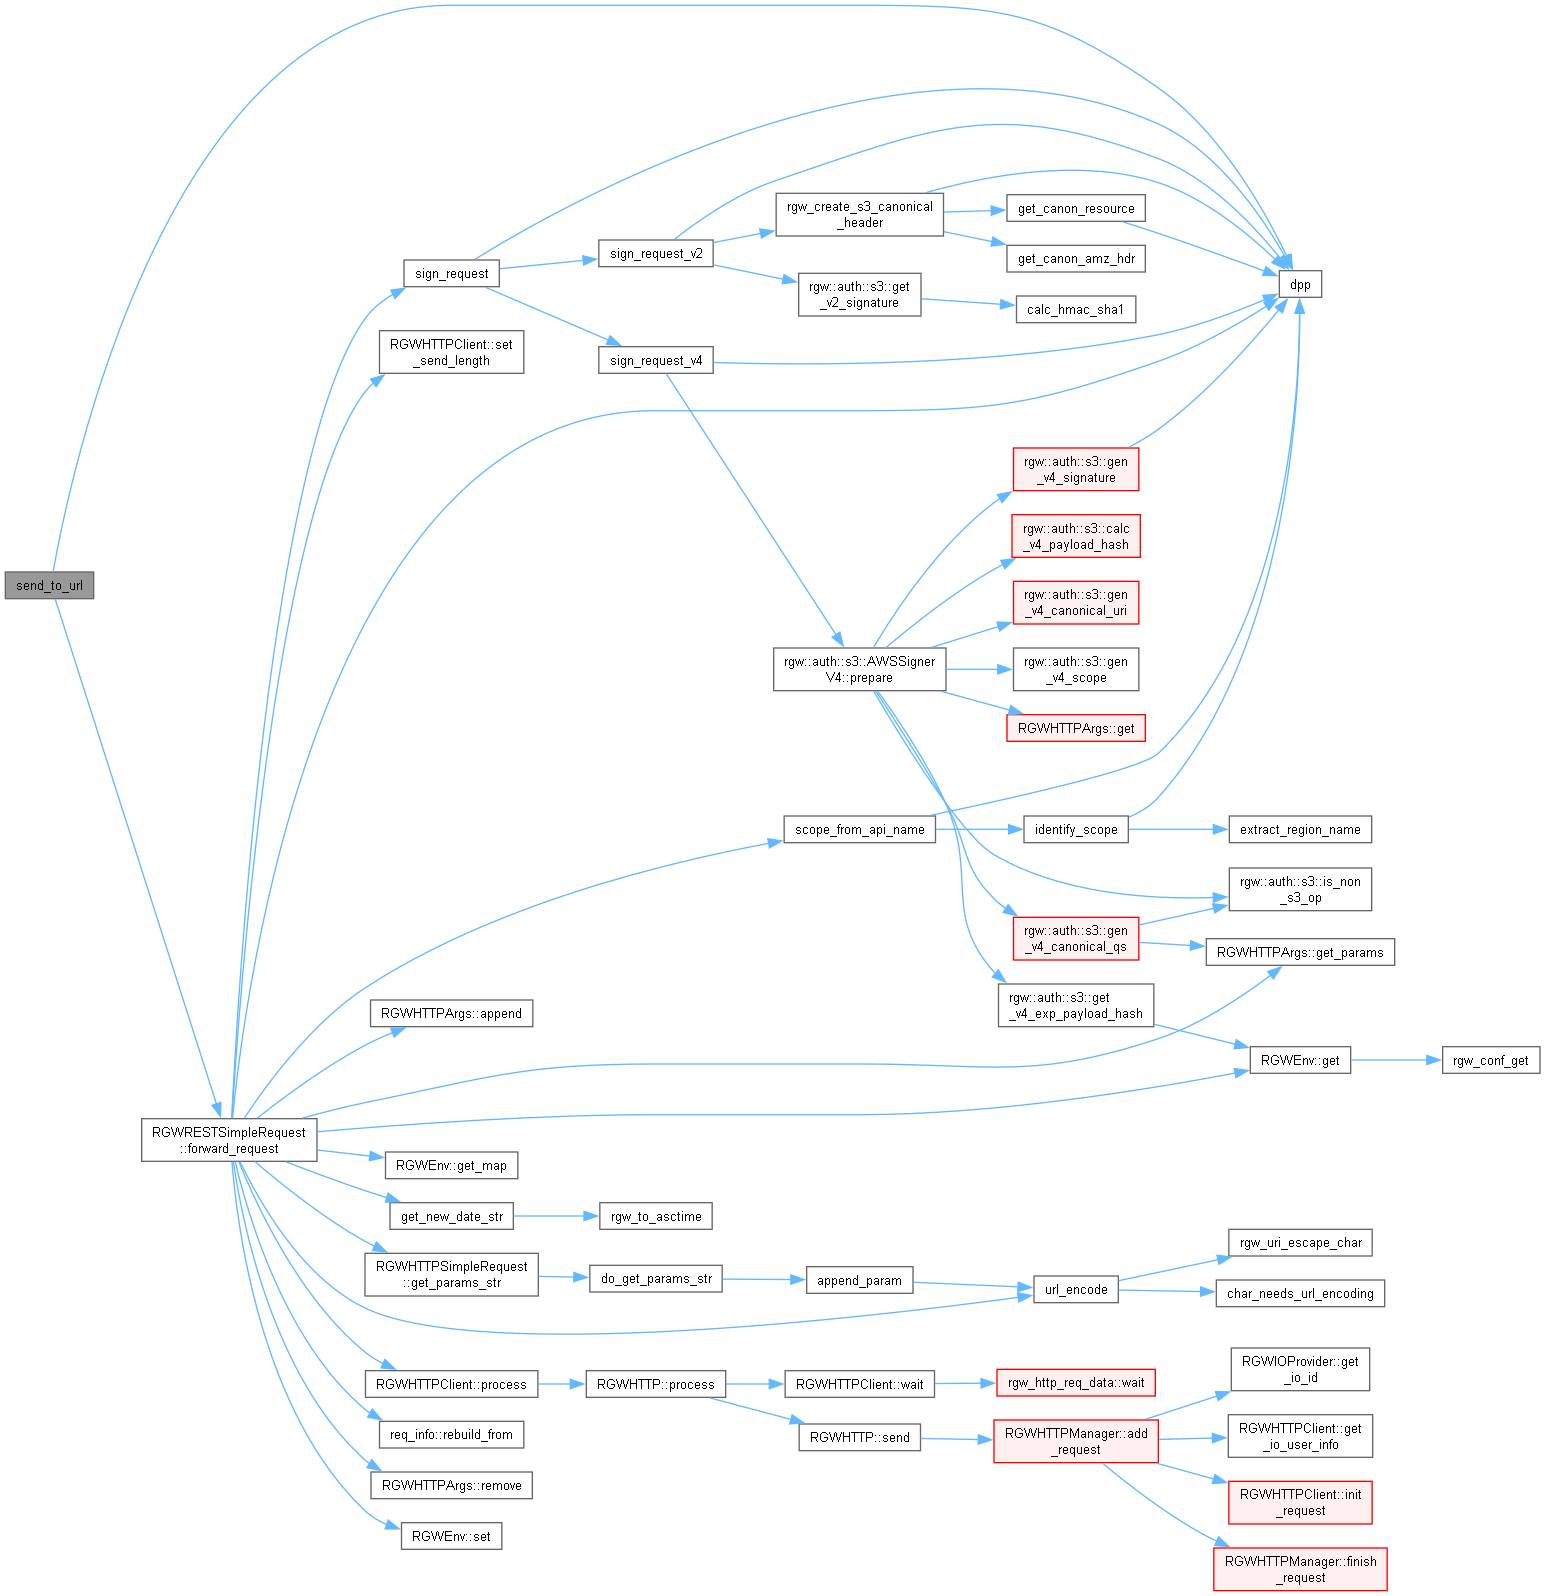 send_to_url
dpp
sign_request
sign_request_v2
rgw_create_s3_canonical
_header
get_canon_resource
get_canon_amz_hdr
rgw::auth::s3::get
_v2_signature
calc_hmac_sha1
RGWHTTPClient::set
_send_length
sign_request_v4
rgw::auth::s3::gen
_v4_signature
rgw::auth::s3::calc
_v4_payload_hash
rgw::auth::s3::gen
_v4_canonical_uri
rgw::auth::s3::AWSSigner
V4::prepare
rgw::auth::s3::gen
_v4_scope
RGWHTTPArgs::get
scope_from_api_name
identify_scope
extract_region_name
rgw::auth::s3::is_non
_s3_op
rgw::auth::s3::gen
_v4_canonical_qs
RGWHTTPArgs::get_params
rgw::auth::s3::get
_v4_exp_payload_hash
RGWHTTPArgs::append
RGWEnv::get
rgw_conf_get
RGWRESTSimpleRequest
::forward_request
RGWEnv::get_map
get_new_date_str
rgw_to_asctime
RGWHTTPSimpleRequest
::get_params_str
do_get_params_str
append_param
url_encode
rgw_uri_escape_char
char_needs_url_encoding
RGWHTTPClient::process
RGWHTTP::process
RGWHTTPClient::wait
rgw_http_req_data::wait
RGWIOProvider::get
_io_id
req_info::rebuild_from
RGWHTTP::send
RGWHTTPManager::add
_request
RGWHTTPClient::get
_io_user_info
RGWHTTPArgs::remove
RGWHTTPClient::init
_request
RGWEnv::set
RGWHTTPManager::finish
_request